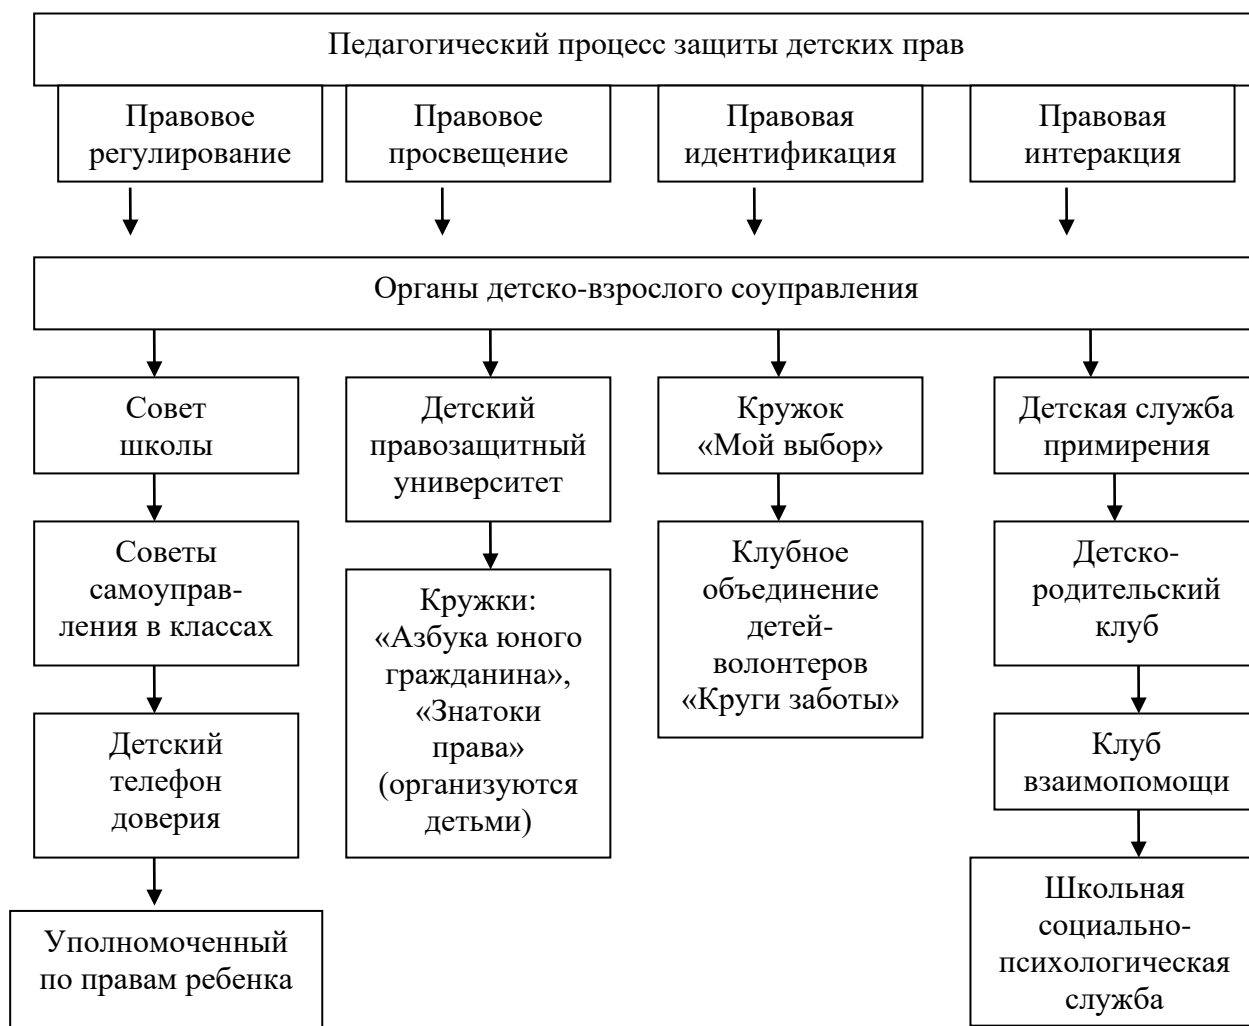 Педагогический процесс защиты детских прав
Правовое
регулирование
Правовое
просвещение
Правовая
идентификация
Правовая
интеракция
Органы детско-взрослого соуправления
Совет
школы
Советы
самоуправ-
ления в классах
Детский
телефон
доверия
Уполномоченный
по правам ребенка
Детский
правозащитный
университет
Кружки:
«Азбука юного
гражданина»,
«Знатоки
права»
(организуются
детьми)
Кружок
«Мой выбор»
Клубное
объединение
детей-
волонтеров
«Круги заботы»
Детская служба
примирения
Детско-
родительский
клуб
Клуб
взаимопомощи
Школьная
социально-
психологическая
служба